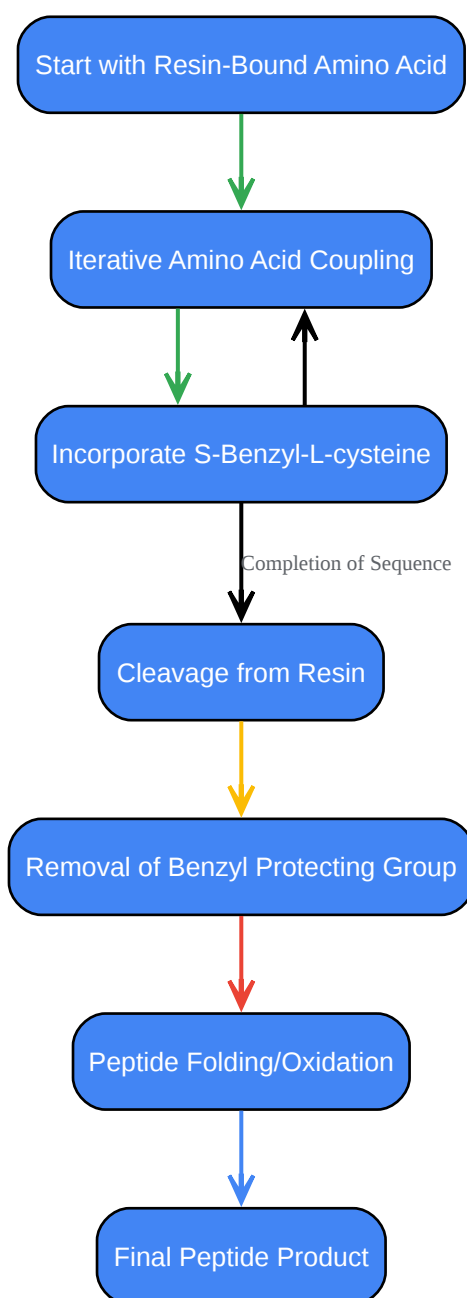 Start with Resin-Bound Amino Acid
Iterative Amino Acid Coupling
Incorporate S-Benzyl-L-cysteine
Completion of Sequence
Cleavage from Resin
Removal of Benzyl Protecting Group
Peptide Folding/Oxidation
Final Peptide Product